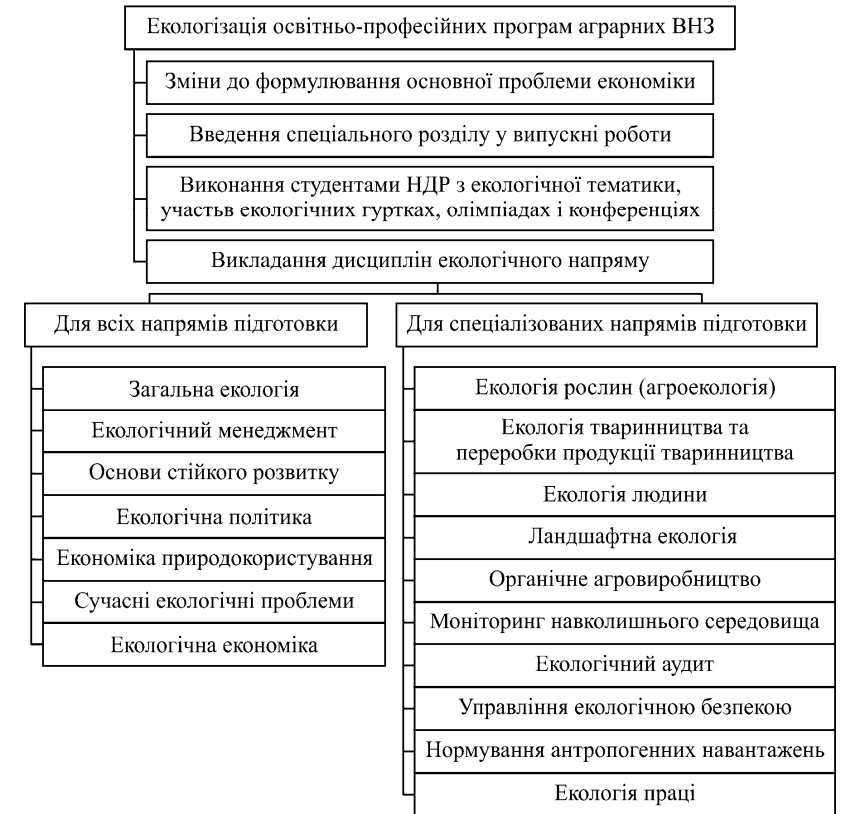 Екологізація освітньо-професійних програм аграрних ВНЗ
Зміни до формулювання основної проблеми економіки
Введення спеціального розділу у випускні роботи
Виконання студентами НДР з екологічної тематики,
участьв екологічних гуртках, олімпіадах і конференціях
Викладання дисциплін екологічного напряму
Для всіх напрямів підготовки
Загальна екологія
Екологічний менеджмент
Основи стійкого розвитку
Екологічна політика
Економіка природокористування
Сучасні екологічні проблеми
Екологічна економіка
Для спеціалізованих напрямів підготовки
Екологія рослин (агроекологія)
Екологія тваринництва та
переробки продукції тваринництва
Екологія людини
Ландшафтна екологія
Органічне агровиробництво
Моніторинг навколишнього середовища
Екологічний аудит
Управління екологічною безпекою
Нормування антропогенних навантажень
Екологія праці